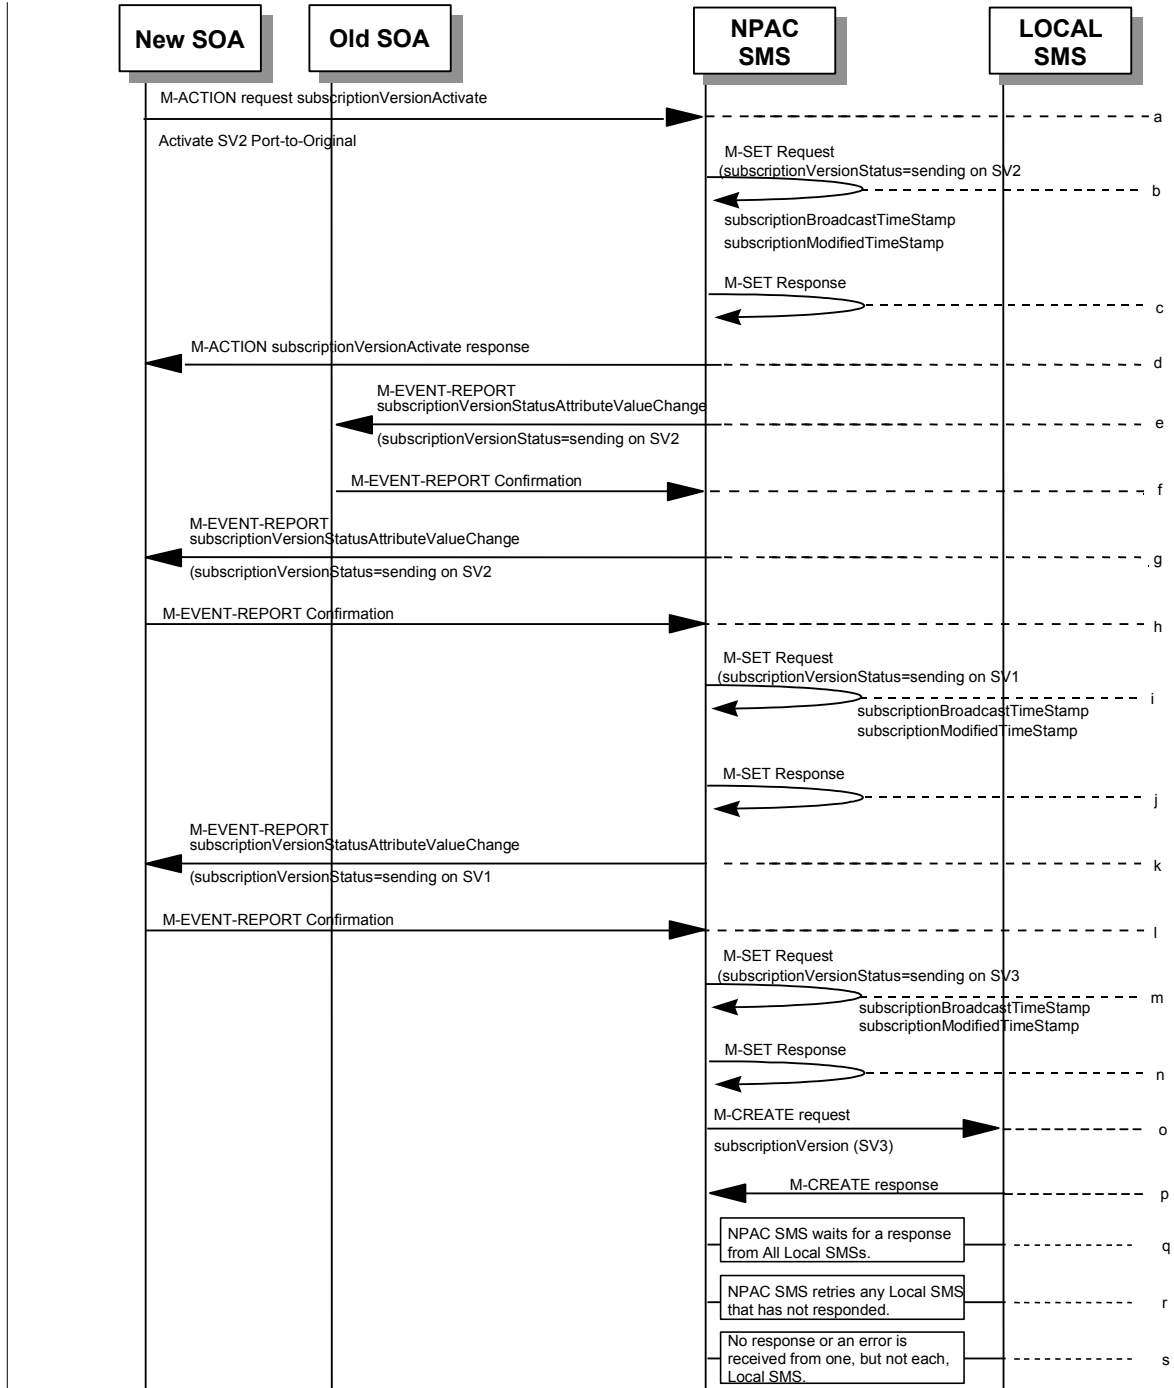 New SOA
Old SOA
NPAC
SMS
LOCAL
SMS
M-ACTION request subscriptionVersionActivate
a
Activate SV2 Port-to-Original
M-SET Request
(subscriptionVersionStatus=sending on SV2
b
subscriptionBroadcastTimeStamp
subscriptionModifiedTimeStamp
M-SET Response
c
M-ACTION subscriptionVersionActivate response
d
M-EVENT-REPORT
subscriptionVersionStatusAttributeValueChange
e
(subscriptionVersionStatus=sending on SV2
M-EVENT-REPORT Confirmation
f
M-EVENT-REPORT
subscriptionVersionStatusAttributeValueChange
g
(subscriptionVersionStatus=sending on SV2
M-EVENT-REPORT Confirmation
h
M-SET Request
(subscriptionVersionStatus=sending on SV1
i
subscriptionBroadcastTimeStamp
subscriptionModifiedTimeStamp
M-SET Response
j
M-EVENT-REPORT
subscriptionVersionStatusAttributeValueChange
k
(subscriptionVersionStatus=sending on SV1
M-EVENT-REPORT Confirmation
l
M-SET Request
(subscriptionVersionStatus=sending on SV3
m
subscriptionBroadcastTimeStamp
subscriptionModifiedTimeStamp
M-SET Response
n
M-CREATE request
o
subscriptionVersion (SV3)
M-CREATE response
p
NPAC SMS waits for a response
from All Local SMSs.
q
NPAC SMS retries any Local SMS
that has not responded.
r
No response or an error is
received from one, but not each,
Local SMS.
s